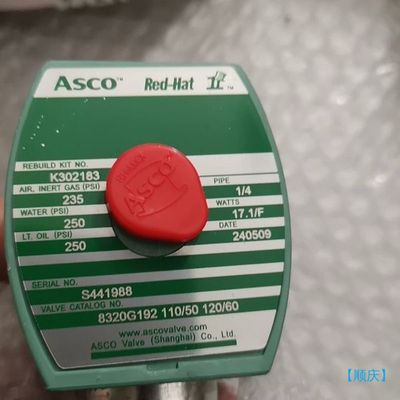 ASCO™ Red-Hat II™
REBUILD KIT NO.
K302183
AIR. INERT GAS (PSI)
235
PIPE
1/4
WATER (PSI)
250
WATTS
17.1/F
LT. OIL (PSI)
250
DATE
240509
ASCO
SERIAL NO.
S441988
VALVE CATALOG NO.
8320G192 110/50 120/60
www.ascovalve.com
ASCO Valve (Shanghai) Co., Ltd.
【顺庆】